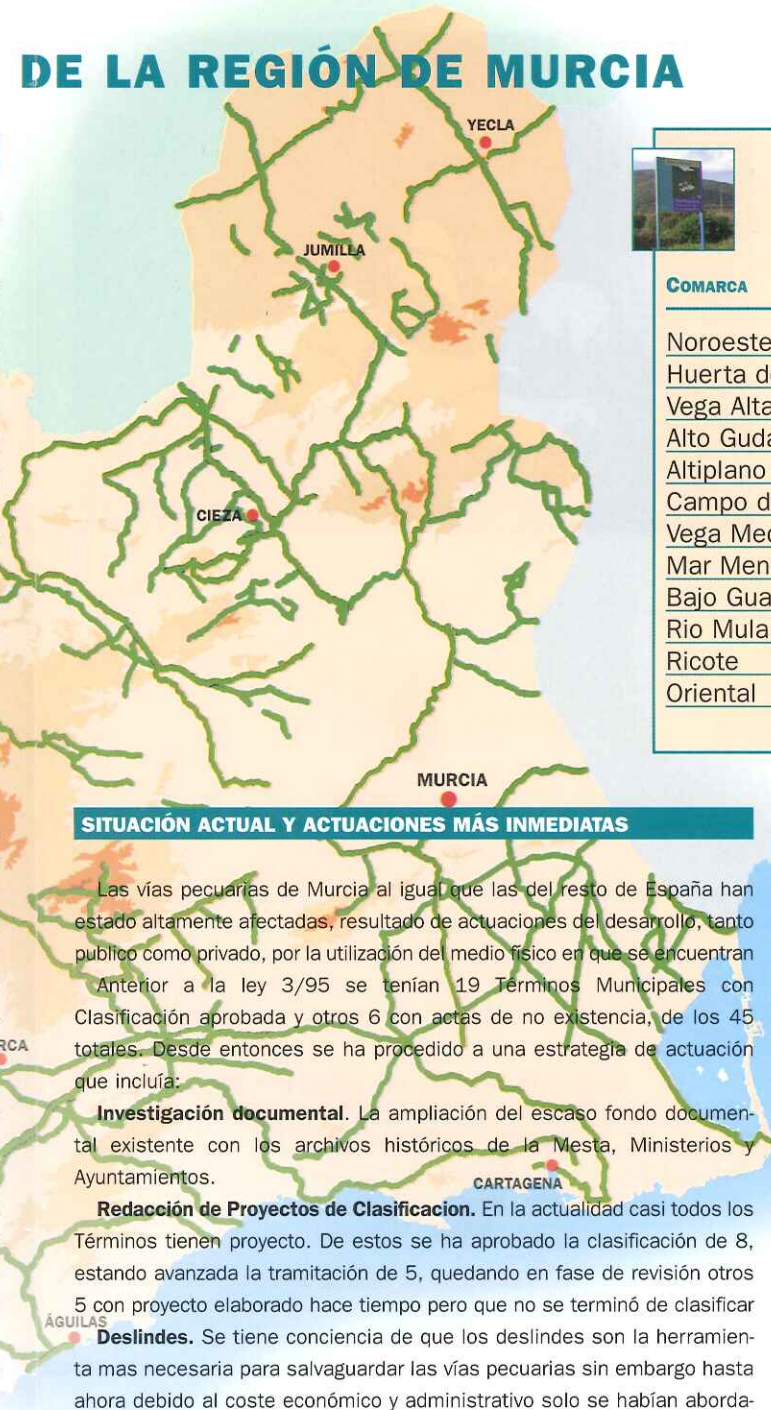 DE LA REGIÓN DE MURCIA
YECLA
JUMILLA
CIEZA
MURCIA
COMARCA
Noroeste
Huerta d
Vega Alta
Alto Guda
Altiplano
Campo d
Vega Med
Mar Men
Bajo Gua
Rio Mula
Ricote
Oriental
SITUACIÓN ACTUAL Y ACTUACIONES MÁS INMEDIATAS
Las vías pecuarias de Murcia al igual que las del resto de España han
estado altamente afectadas, resultado de actuaciones del desarrollo, tanto
publico como privado, por la utilización del medio físico en que se encuentran
Anterior a la ley 3/95 se tenían 19 Términos Municipales con
Clasificación aprobada y otros 6 con actas de no existencia, de los 45
totales. Desde entonces se ha procedido a una estrategia de actuación
que incluía:
RCA
Investigación documental. La ampliación del escaso fondo documen-
tal existente con los archivos históricos de la Mesta, Ministerios y
Ayuntamientos.
CARTAGENA
Redacción de Proyectos de Clasificacion. En la actualidad casi todos los
Términos tienen proyecto. De estos se ha aprobado la clasificación de 8,
estando avanzada la tramitación de 5, quedando en fase de revisión otros
5 con proyecto elaborado hace tiempo pero que no se terminó de clasificar
ÁGUILAS
Deslindes. Se tiene conciencia de que los deslindes son la herramien-
ta mas necesaria para salvaguardar las vías pecuarias sin embargo hasta
ahora debido al coste económico y administrativo solo se habían aborda-